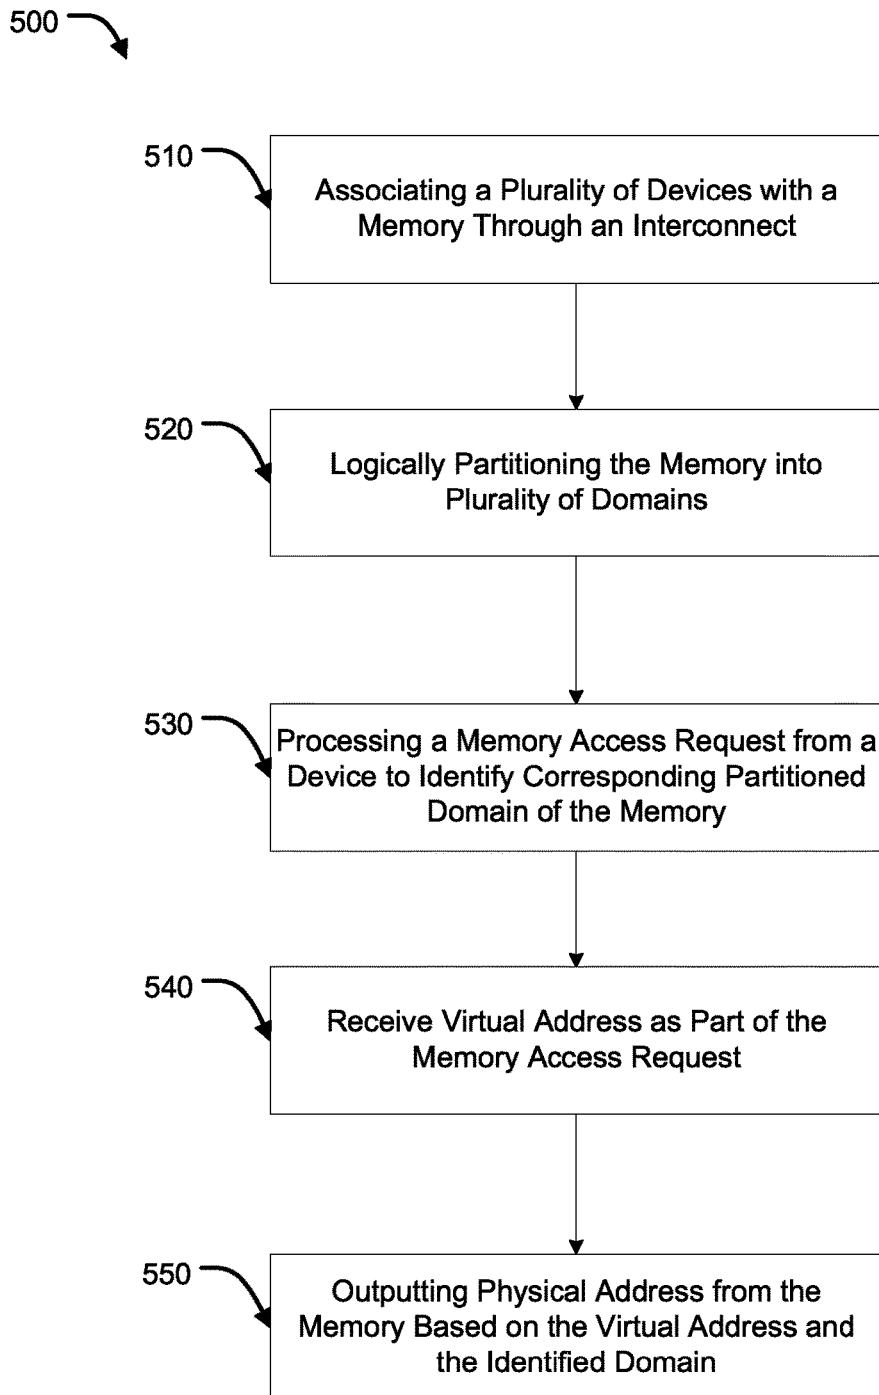 500
510
Associating a Plurality of Devices with a
Memory Through an Interconnect
520
Logically Partitioning the Memory into
Plurality of Domains
530
Processing a Memory Access Request from a
Device to Identify Corresponding Partitioned
Domain of the Memory
540
Receive Virtual Address as Part of the
Memory Access Request
550
Outputting Physical Address from the
Memory Based on the Virtual Address and
the Identified Domain